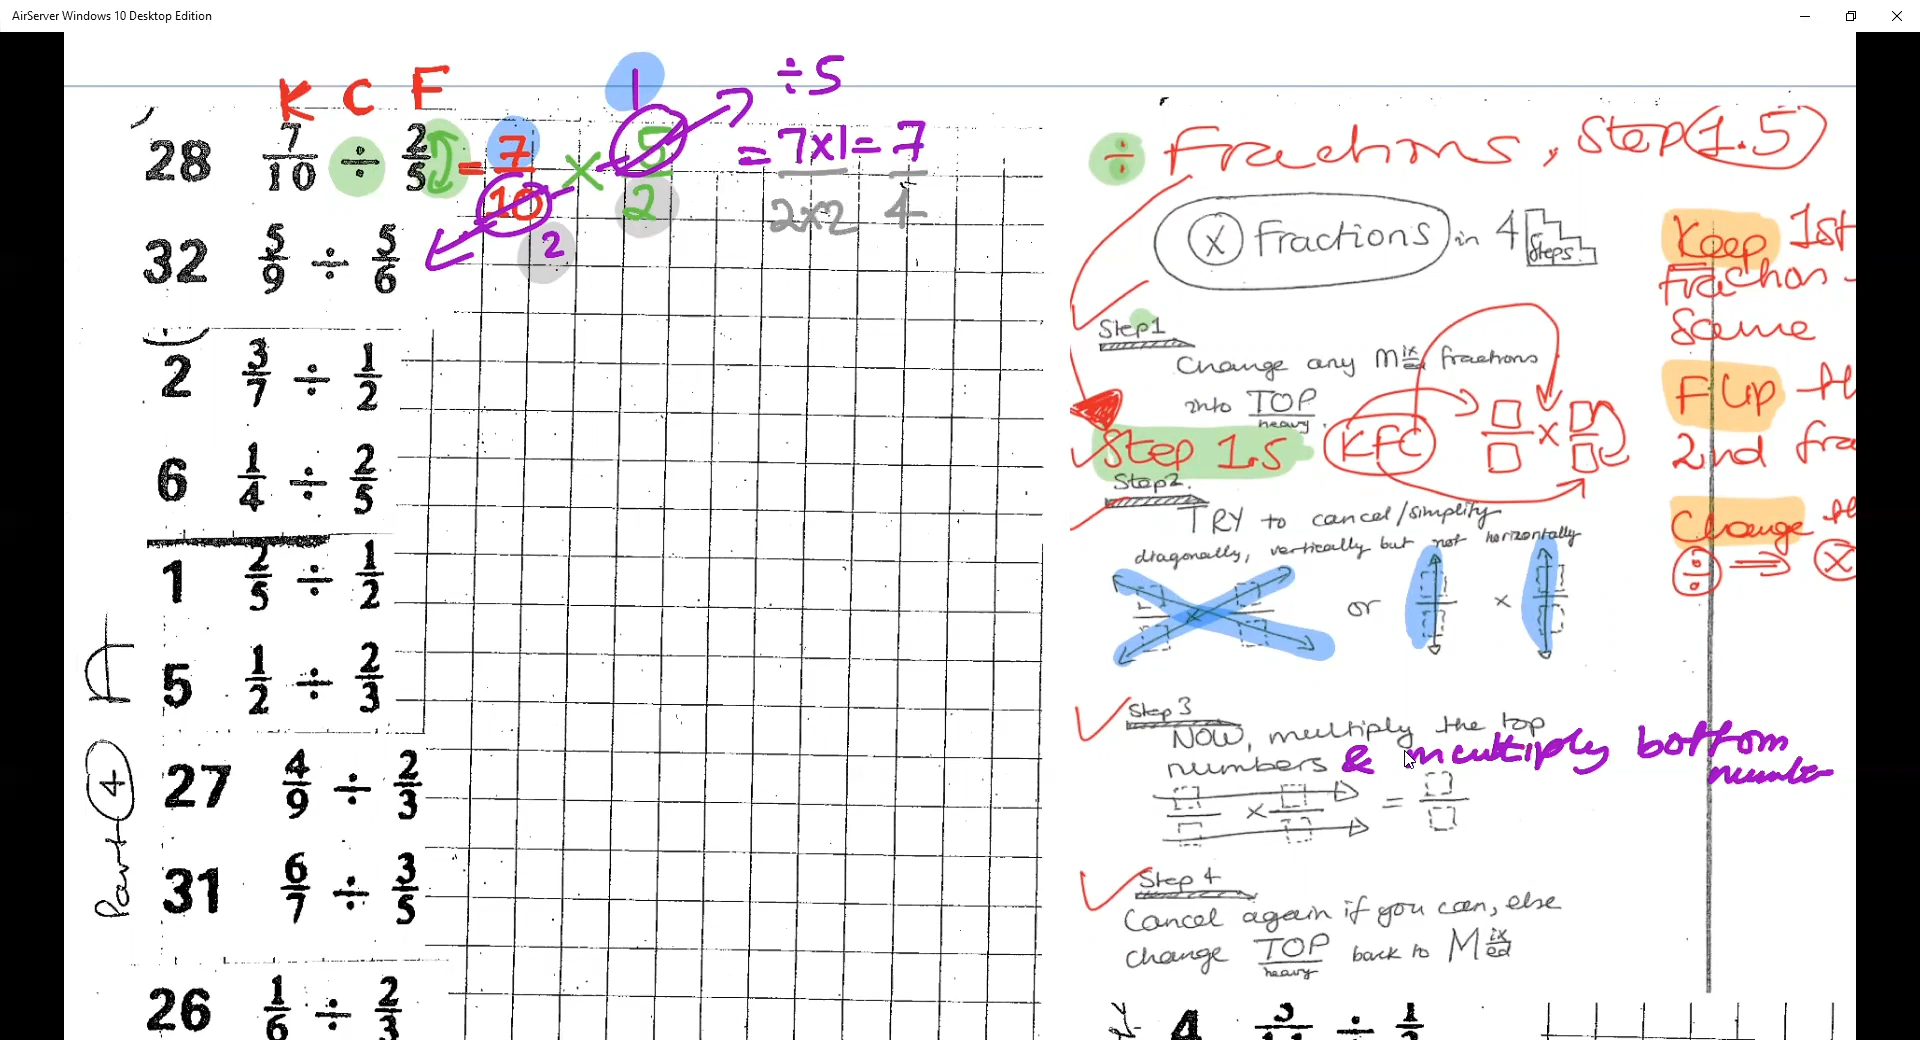 AirServer Windows 10 Desktop Edition
K C F
28 7/10 ÷ 2/5 = 7/10 × 5/2 = 7×1/2×2 = 7/4
1 ÷5
2
32 5/9 ÷ 5/6
2 3/7 ÷ 1/2
6 1/4 ÷ 2/5
1 2/5 ÷ 1/2
5 1/2 ÷ 2/3
Part 4 A
27 4/9 ÷ 2/3
31 6/7 ÷ 3/5
26 1/6 ÷ 2/3
÷ Fractions, Step 1.5
× fractions in 4 steps
Step 1
Change any Mixed fractions
into TOP heavy.
Step 1.5 KFC □/□ × □/□
Step 2.
TRY to cancel/simplify
diagonally, vertically but not horizontally
or ×
Step 3
NOW, multiply the top
numbers & multiply bottom
number
× =
Step 4
Cancel again if you can, else
change TOP heavy back to Mixed
Keep 1st
fraction
same
Flip
2nd
Change
÷ ⇒ ×
4